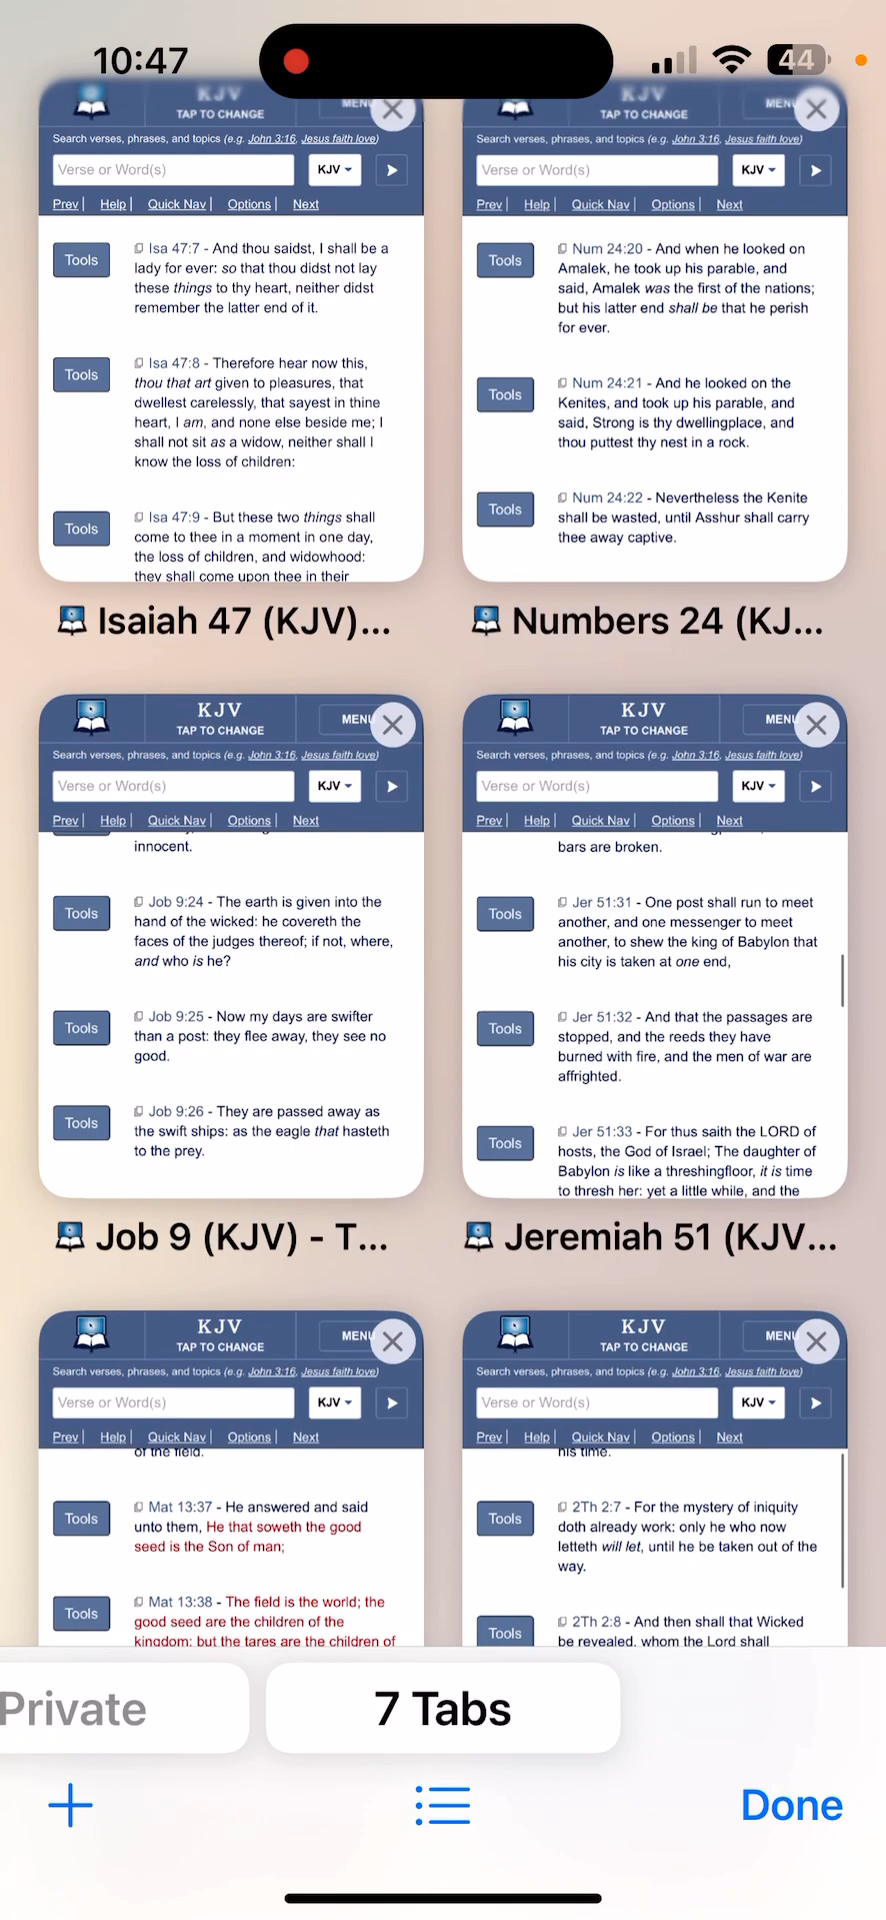 10:47
44
KJV
TAP TO CHANGE
MENU
Search verses, phrases, and topics (e.g. John 3:16, Jesus faith love)
Verse or Word(s)
KJV
Prev | Help | Quick Nav | Options | Next
Tools
Isa 47:7 - And thou saidst, I shall be a
lady for ever: so that thou didst not lay
these things to thy heart, neither didst
remember the latter end of it.
Tools
Isa 47:8 - Therefore hear now this,
thou that art given to pleasures, that
dwellest carelessly, that sayest in thine
heart, I am, and none else beside me; I
shall not sit as a widow, neither shall I
know the loss of children:
Tools
Isa 47:9 - But these two things shall
come to thee in a moment in one day,
the loss of children, and widowhood:
they shall come upon thee in their
Isaiah 47 (KJV)...
KJV
TAP TO CHANGE
MENU
Search verses, phrases, and topics (e.g. John 3:16, Jesus faith love)
Verse or Word(s)
KJV
Prev | Help | Quick Nav | Options | Next
Tools
Num 24:20 - And when he looked on
Amalek, he took up his parable, and
said, Amalek was the first of the nations;
but his latter end shall be that he perish
for ever.
Tools
Num 24:21 - And he looked on the
Kenites, and took up his parable, and
said, Strong is thy dwellingplace, and
thou puttest thy nest in a rock.
Tools
Num 24:22 - Nevertheless the Kenite
shall be wasted, until Asshur shall carry
thee away captive.
Numbers 24 (KJ...
KJV
TAP TO CHANGE
MENU
Search verses, phrases, and topics (e.g. John 3:16, Jesus faith love)
Verse or Word(s)
KJV
Prev | Help | Quick Nav | Options | Next
innocent.
Tools
Job 9:24 - The earth is given into the
hand of the wicked: he covereth the
faces of the judges thereof; if not, where,
and who is he?
Tools
Job 9:25 - Now my days are swifter
than a post: they flee away, they see no
good.
Tools
Job 9:26 - They are passed away as
the swift ships: as the eagle that hasteth
to the prey.
Job 9 (KJV) - T...
KJV
TAP TO CHANGE
MENU
Search verses, phrases, and topics (e.g. John 3:16, Jesus faith love)
Verse or Word(s)
KJV
Prev | Help | Quick Nav | Options | Next
bars are broken.
Tools
Jer 51:31 - One post shall run to meet
another, and one messenger to meet
another, to shew the king of Babylon that
his city is taken at one end,
Tools
Jer 51:32 - And that the passages are
stopped, and the reeds they have
burned with fire, and the men of war are
affrighted.
Tools
Jer 51:33 - For thus saith the LORD of
hosts, the God of Israel; The daughter of
Babylon is like a threshingfloor, it is time
to thresh her: yet a little while, and the
Jeremiah 51 (KJV...
KJV
TAP TO CHANGE
MENU
Search verses, phrases, and topics (e.g. John 3:16, Jesus faith love)
Verse or Word(s)
KJV
Prev | Help | Quick Nav | Options | Next
of the field.
Tools
Mat 13:37 - He answered and said
unto them, He that soweth the good
seed is the Son of man;
Tools
Mat 13:38 - The field is the world; the
good seed are the children of the
kingdom; but the tares are the children of
KJV
TAP TO CHANGE
MENU
Search verses, phrases, and topics (e.g. John 3:16, Jesus faith love)
Verse or Word(s)
KJV
Prev | Help | Quick Nav | Options | Next
his time.
Tools
2Th 2:7 - For the mystery of iniquity
doth already work: only he who now
letteth will let, until he be taken out of the
way.
Tools
2Th 2:8 - And then shall that Wicked
be revealed, whom the Lord shall
Private
7 Tabs
Done